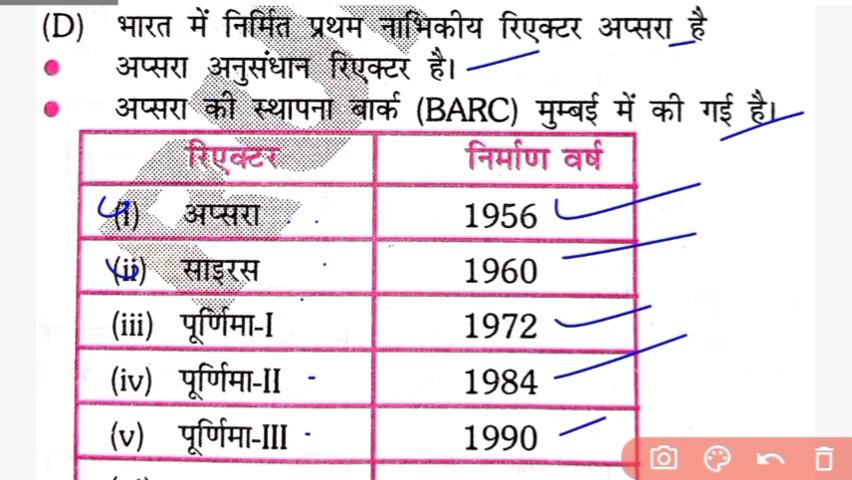 (D) भारत में निर्मित प्रथम नाभिकीय रिएक्टर अप्सरा है
• अप्सरा अनुसंधान रिएक्टर है।
• अप्सरा की स्थापना बार्क (BARC) मुम्बई में की गई है।
रिएक्टर निर्माण वर्ष
(i) अप्सरा 1956
(ii) साइरस 1960
(iii) पूर्णिमा-I 1972
(iv) पूर्णिमा-II 1984
(v) पूर्णिमा-III 1990